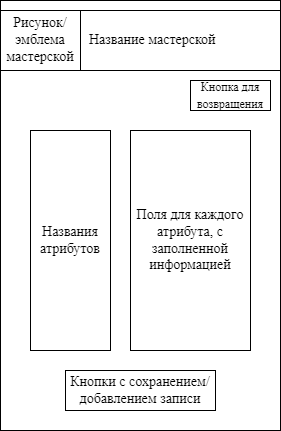 Рисунок/
эмблема
мастерской
Название мастерской
Кнопка для
возвращения
Названия
атрибутов
Поля для каждого
атрибута, с
заполненной
информацией
Кнопки с сохранением/
добавлением записи